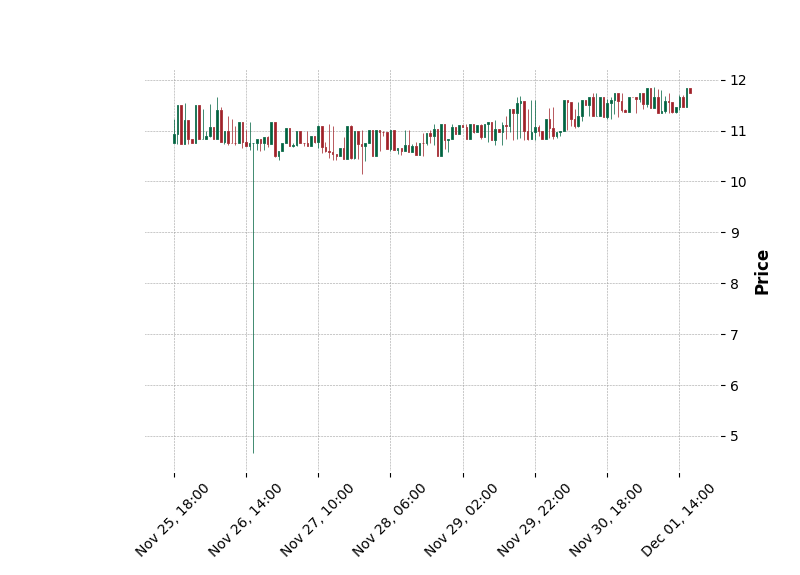 12
11
10
9
8
7
6
5
Price
Nov 25, 18:00
Nov 26, 14:00
Nov 27, 10:00
Nov 28, 06:00
Nov 29, 02:00
Nov 29, 22:00
Nov 30, 18:00
Dec 01, 14:00